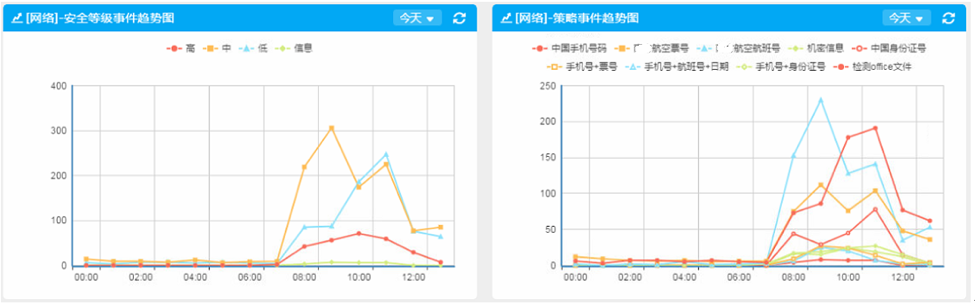 [网络]-安全等级事件趋势图 今天
高 中 低 信息
400
300
200
100
0
00:00 02:00 04:00 06:00 08:00 10:00 12:00
[网络]-策略事件趋势图 今天
中国手机号码 航空票号 航空航班号 机密信息 中国身份证号
手机号+票号 手机号+航班号+日期 手机号+身份证号 检测office文件
250
200
150
100
50
0
00:00 02:00 04:00 06:00 08:00 10:00 12:00